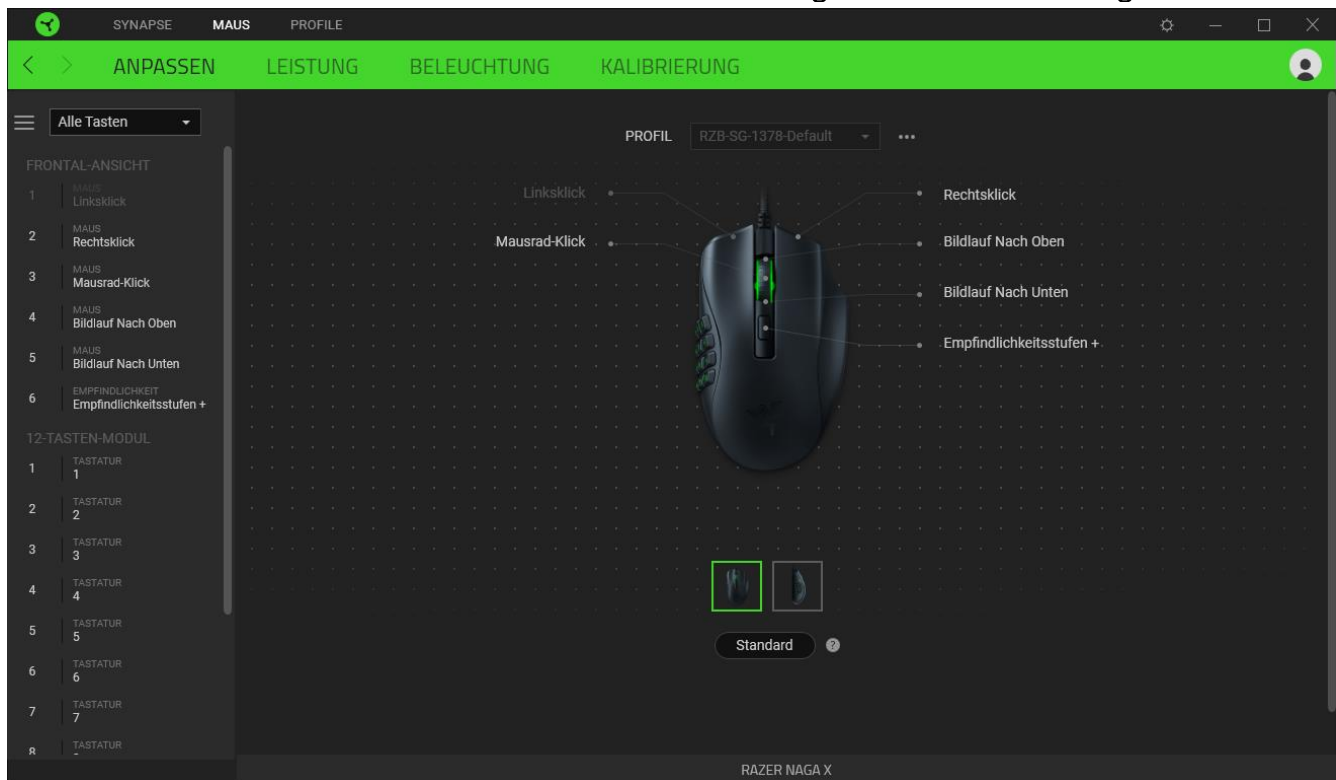 SYNAPSE MAUS PROFILE
ANPASSEN LEISTUNG BELEUCHTUNG KALIBRIERUNG
Alle Tasten
PROFIL RZB-SG-1378-Default
FRONTAL-ANSICHT
1 MAUS
Linksklick
2 MAUS
Rechtsklick
3 MAUS
Mausrad-Klick
4 MAUS
Bildlauf Nach Oben
5 MAUS
Bildlauf Nach Unten
6 EMPFINDLICHKEIT
Empfindlichkeitsstufen +
12-TASTEN-MODUL
1 TASTATUR
1
2 TASTATUR
2
3 TASTATUR
3
4 TASTATUR
4
5 TASTATUR
5
6 TASTATUR
6
7 TASTATUR
7
8 TASTATUR
Linksklick
Mausrad-Klick
Rechtsklick
Bildlauf Nach Oben
Bildlauf Nach Unten
Empfindlichkeitsstufen +
Standard ?
RAZER NAGA X